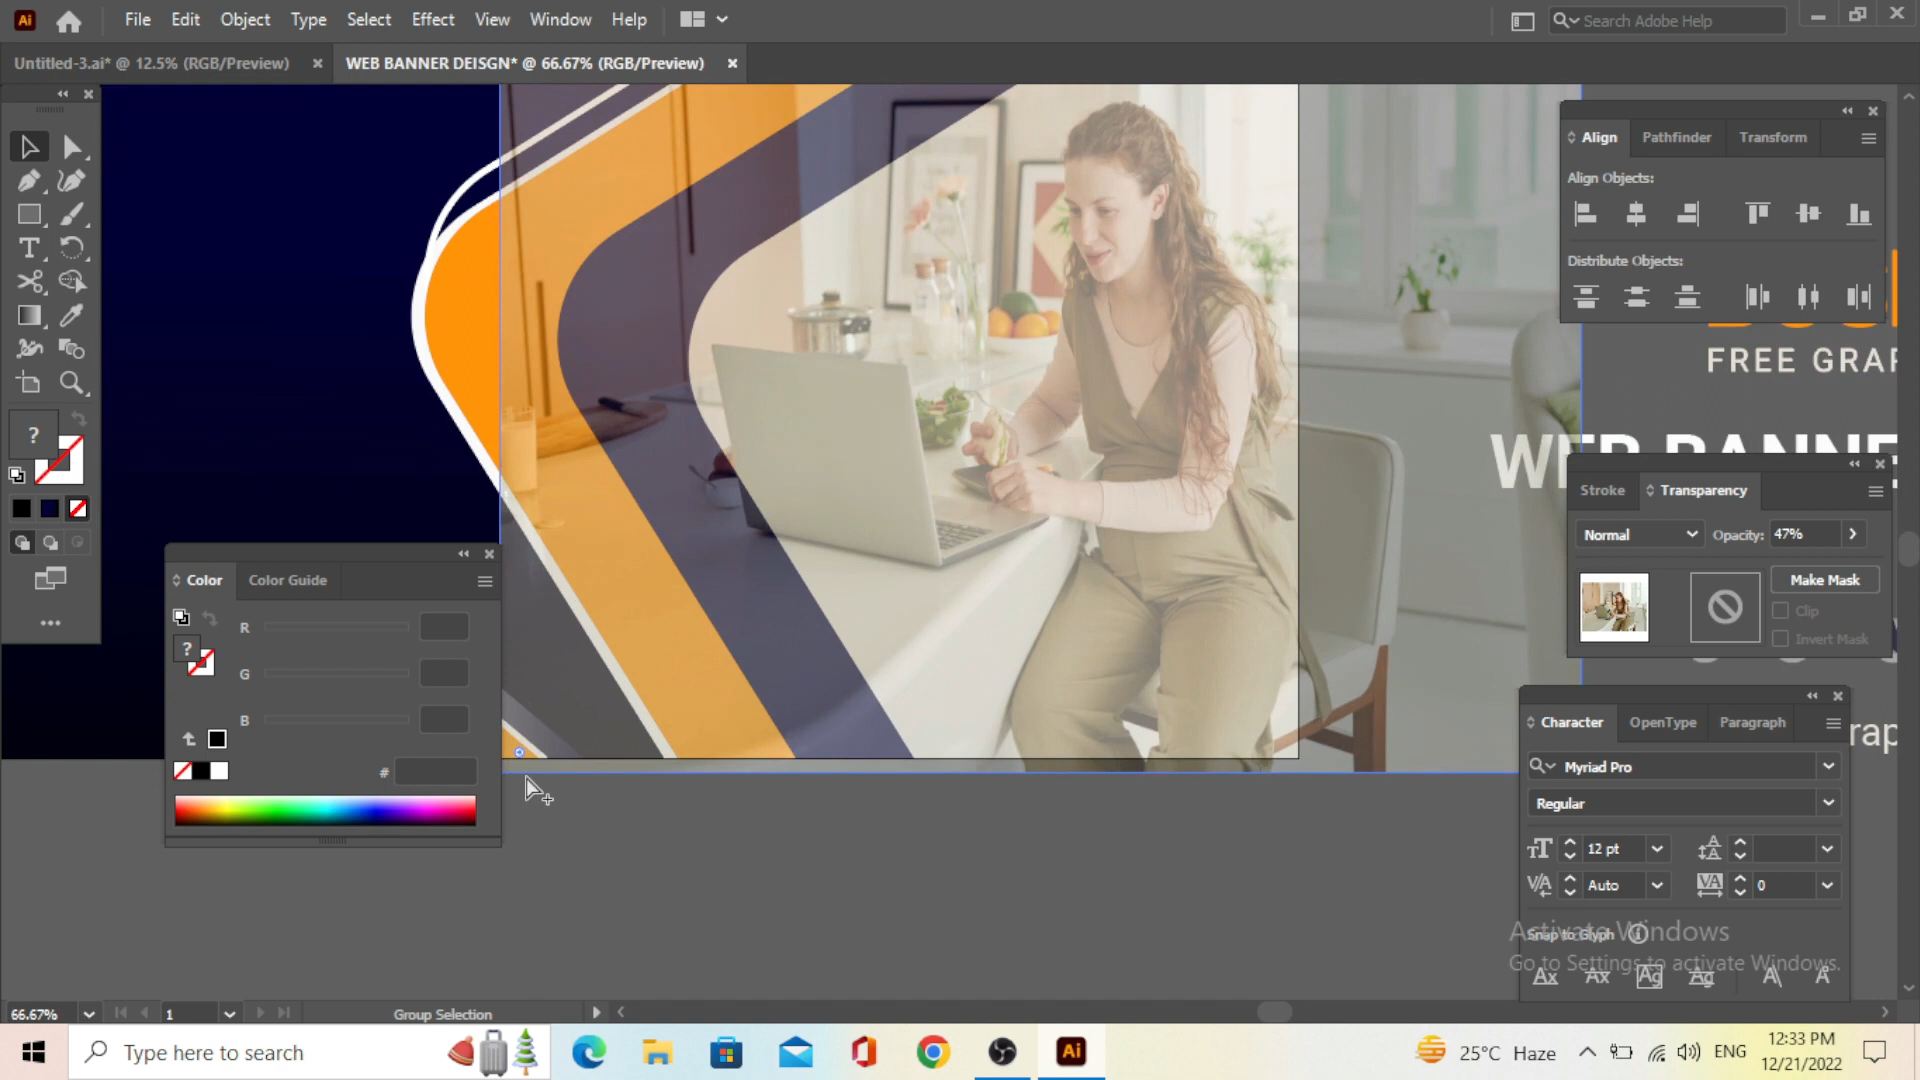 Ai File Edit Object Type Select Effect View Window Help Search Adobe Help
Untitled-3.ai* @ 12.5% (RGB/Preview) WEB BANNER DEISGN* @ 66.67% (RGB/Preview)
Align Pathfinder Transform
Align Objects:
Distribute Objects:
FREE GRAP
WEB BANNE
Stroke Transparency
Normal Opacity: 47%
Make Mask
Clip
Invert Mask
Color Color Guide
R
G
B
#
Character OpenType Paragraph
rap
Myriad Pro
Regular
12 pt
Auto 0
Snap to Glyph
Activate Windows
Go to Settings to activate Windows.
66.67% 1 Group Selection
Type here to search
Ai
25°C Haze ENG
12:33 PM
12/21/2022